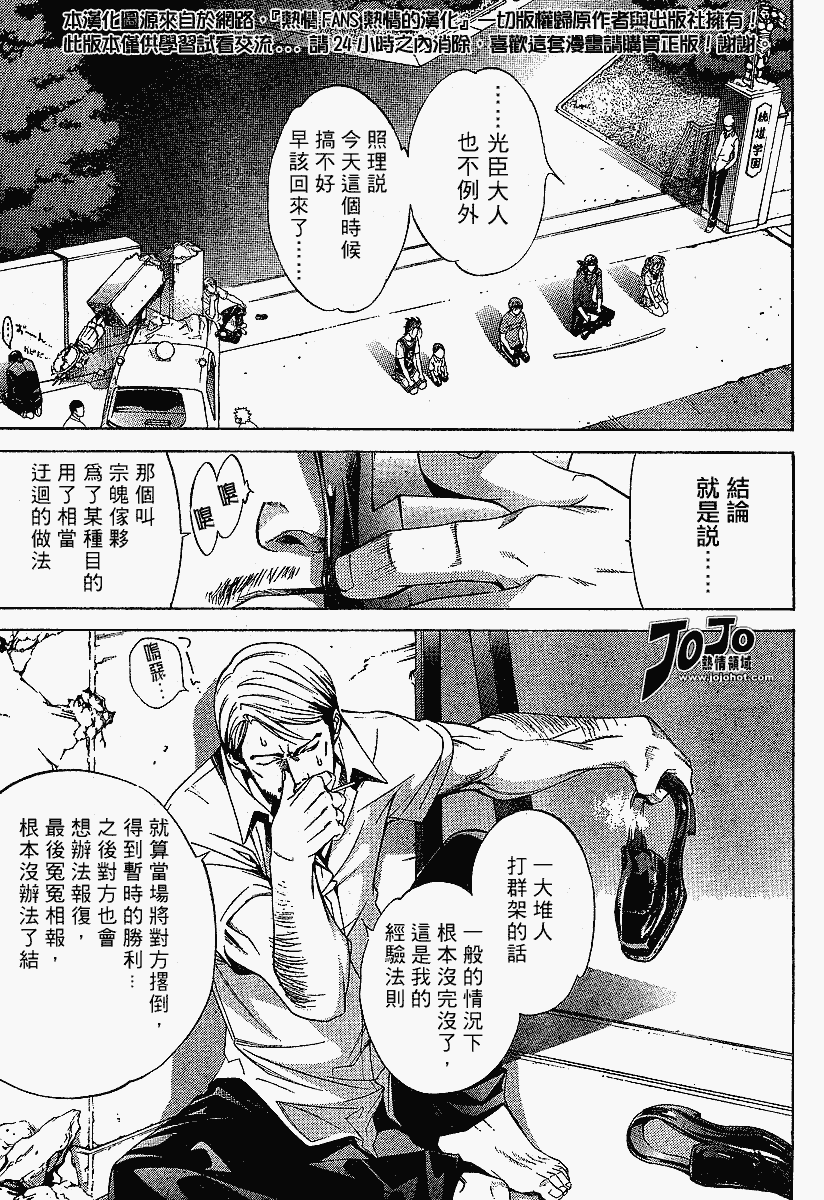 本漢化圖源來自於網路，『熱情FANS熱情的漢化』一切版權歸原作者與出版社擁有！
此版本僅供學習試看交流... 請24小時之內消除，喜歡這套漫畫請購買正版！謝謝。
統道学園
……光臣大人
也不例外
照理說
今天這個時候
搞不好
早該回來了……
結論
就是說……
嗅
嗅
那個叫
宗魄傢夥
爲了某種目的
用了相當
迂迴的做法
JOJO
熱情領域
www.jojohot.com
嗚惡…
一大堆人
打群架的話
一般的情況下
根本沒完沒了，
這是我的
經驗法則
就算當場將對方撂倒，
得到暫時的勝利…
之後對方也會
想辦法報復，
最後冤冤相報，
根本沒辦法了結